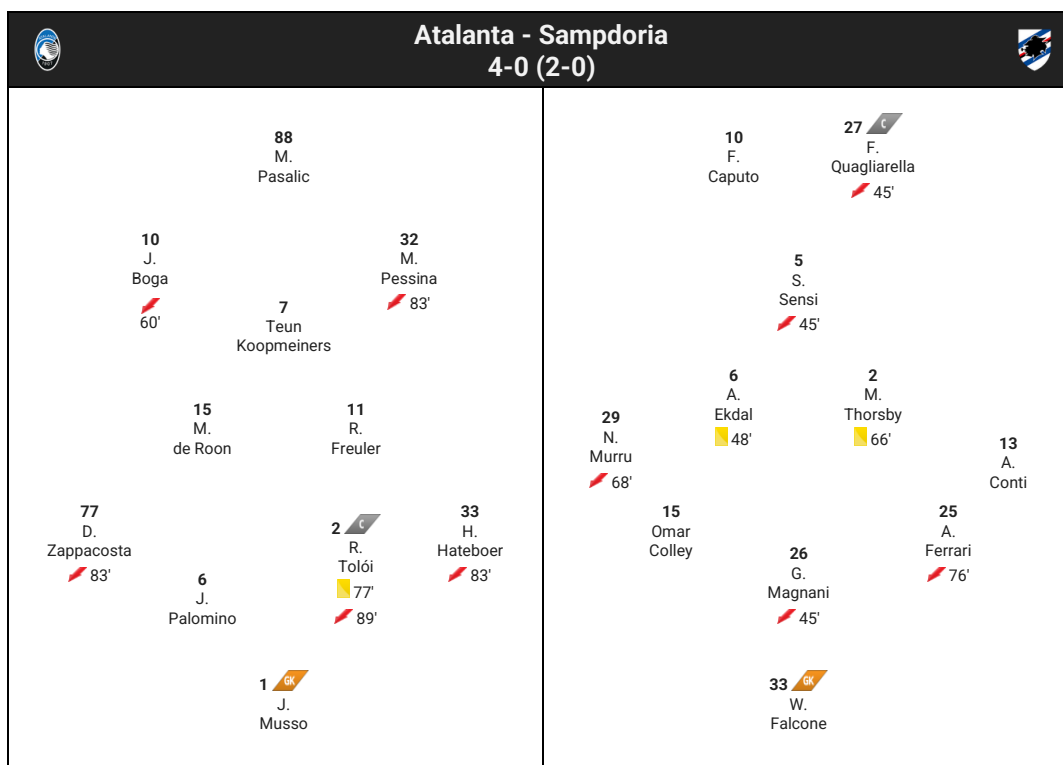 Atalanta - Sampdoria
4-0 (2-0)
88
M.
Pasalic
10
J.
Boga
60'
32
M.
Pessina
83'
7
Teun
Koopmeiners
15
M.
de Roon
11
R.
Freuler
77
D.
Zappacosta
83'
6
J.
Palomino
2 C
R.
Tolói
77'
89'
33
H.
Hateboer
83'
1 GK
J.
Musso
10
F.
Caputo
27 C
F.
Quagliarella
45'
5
S.
Sensi
45'
6
A.
Ekdal
48'
2
M.
Thorsby
66'
29
N.
Murru
68'
13
A.
Conti
15
Omar
Colley
26
G.
Magnani
45'
25
A.
Ferrari
76'
33 GK
W.
Falcone